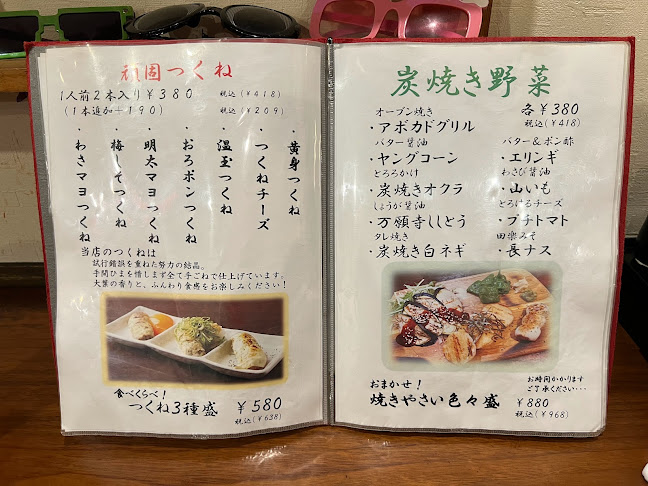 頑固つくね
1人前2本入り ¥380 税込(¥418)
(1本追加+190) 税込(¥209)
・黄身つくね
・つくねチーズ
・温玉つくね
・おろポンつくね
・明太マヨつくね
・梅しそつくね
・わさマヨつくね
当店のつくねは
試行錯誤を重ねた努力の結晶。
手間ひまを惜しまず全て手ごねで仕上げています。
大葉の香りと、ふんわり食感をお楽しみください!
食べくらべ!
つくね3種盛 ¥580
税込(¥638)
炭焼き野菜
各¥380
税込(¥418)
オーブン焼き
・アボカドグリル
バター醤油
・ヤングコーン
とろろかけ
・炭焼きオクラ
しょうが醤油
・万願寺ししとう
タレ焼き
・炭焼き白ネギ
バター&ポン酢
・エリンギ
わさび醤油
・山いも
とろけるチーズ
・プチトマト
田楽みそ
・長ナス
おまかせ!
焼きやさい色々盛 ¥880
税込(¥968)
お時間かかります
ご了承ください・・・